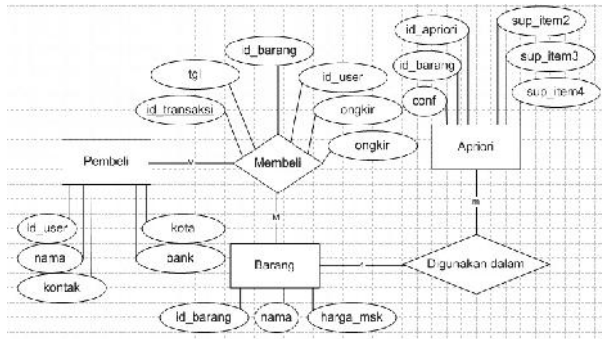 id_barang
sup_item2
id_apriori
tgl
id_user
id_barang
sup_item3
id_transaksi
ongkir
conf
sup_item4
ongkir
Pembeli
Membeli
Apriori
M
m
id_user
kota
nama
bank
Barang
Digunakan dalam
kontak
id_barang
nama
harga_msk